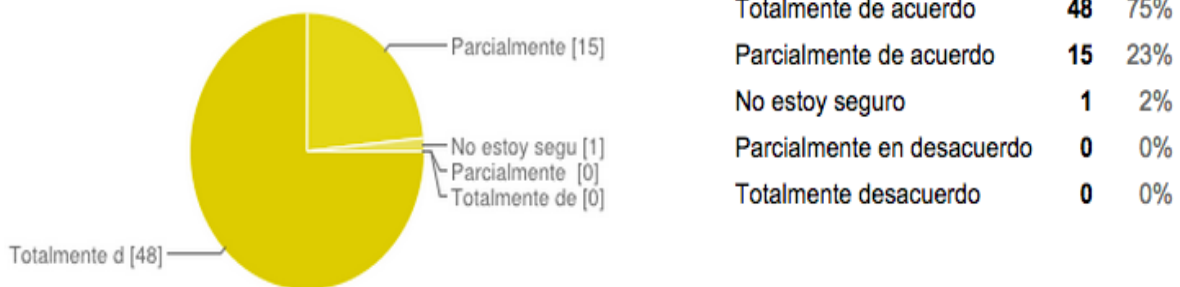 Parcialmente [15]
No estoy segu [1]
Parcialmente [0]
Totalmente de [0]
Totalmente d [48]
Totalmente de acuerdo 48 75%
Parcialmente de acuerdo 15 23%
No estoy seguro 1 2%
Parcialmente en desacuerdo 0 0%
Totalmente desacuerdo 0 0%